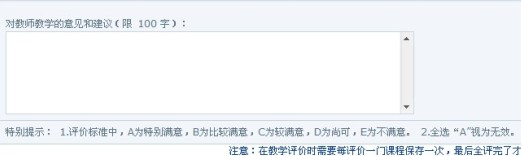 对教师教学的意见和建议(限 100 字):
特别提示: 1.评价标准中,A为特别满意,B为比较满意,C为较满意,D为尚可,E为不满意。 2.全选 “A”视为无效。
注意:在教学评价时需要每评价一门课程保存一次,最后全评完了才